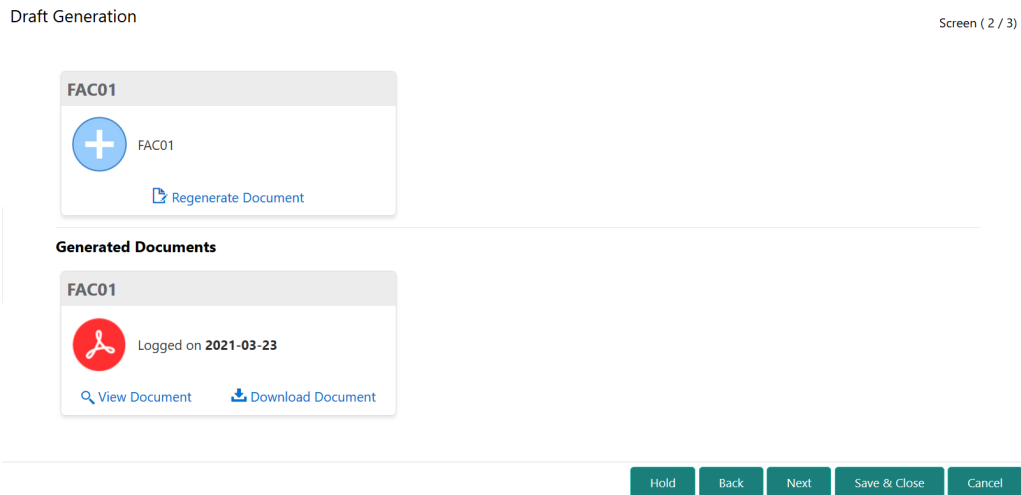 Draft Generation
Screen ( 2 / 3)
FAC01
FAC01
Regenerate Document
Generated Documents
FAC01
Logged on 2021-03-23
View Document Download Document
Hold Back Next Save & Close Cancel